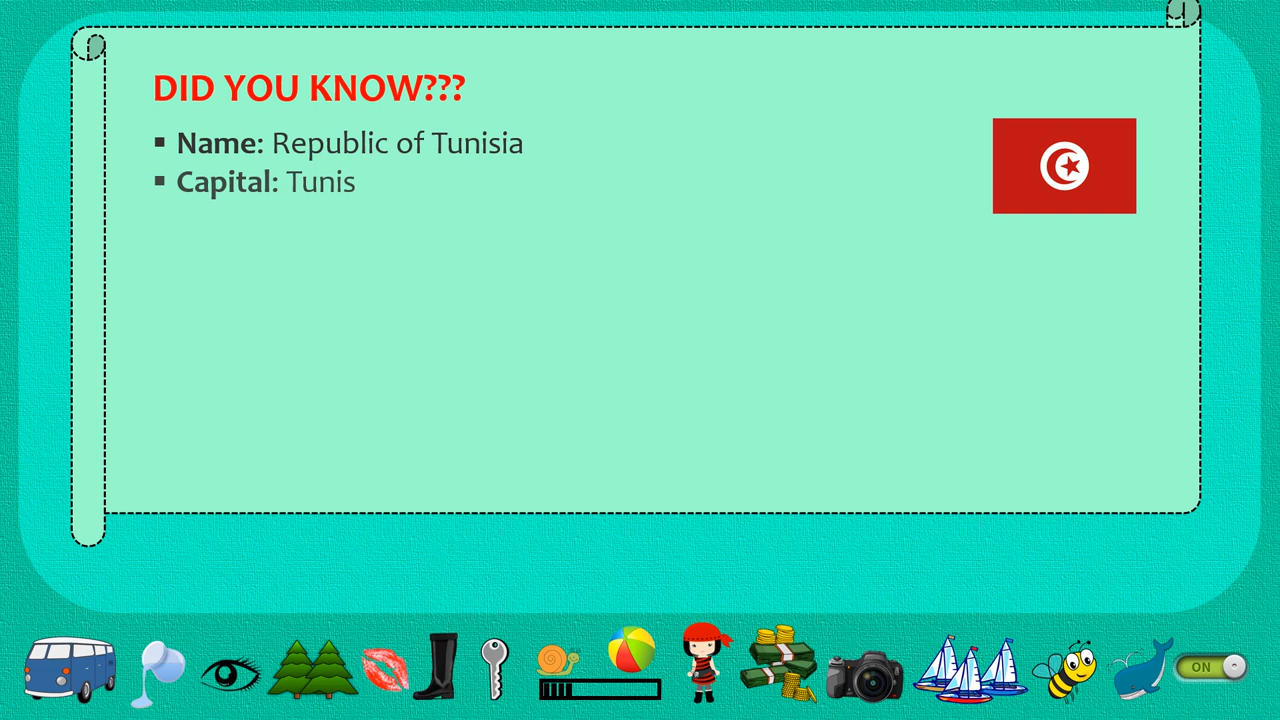 DID YOU KNOW???
▪ Name: Republic of Tunisia
▪ Capital: Tunis
ON